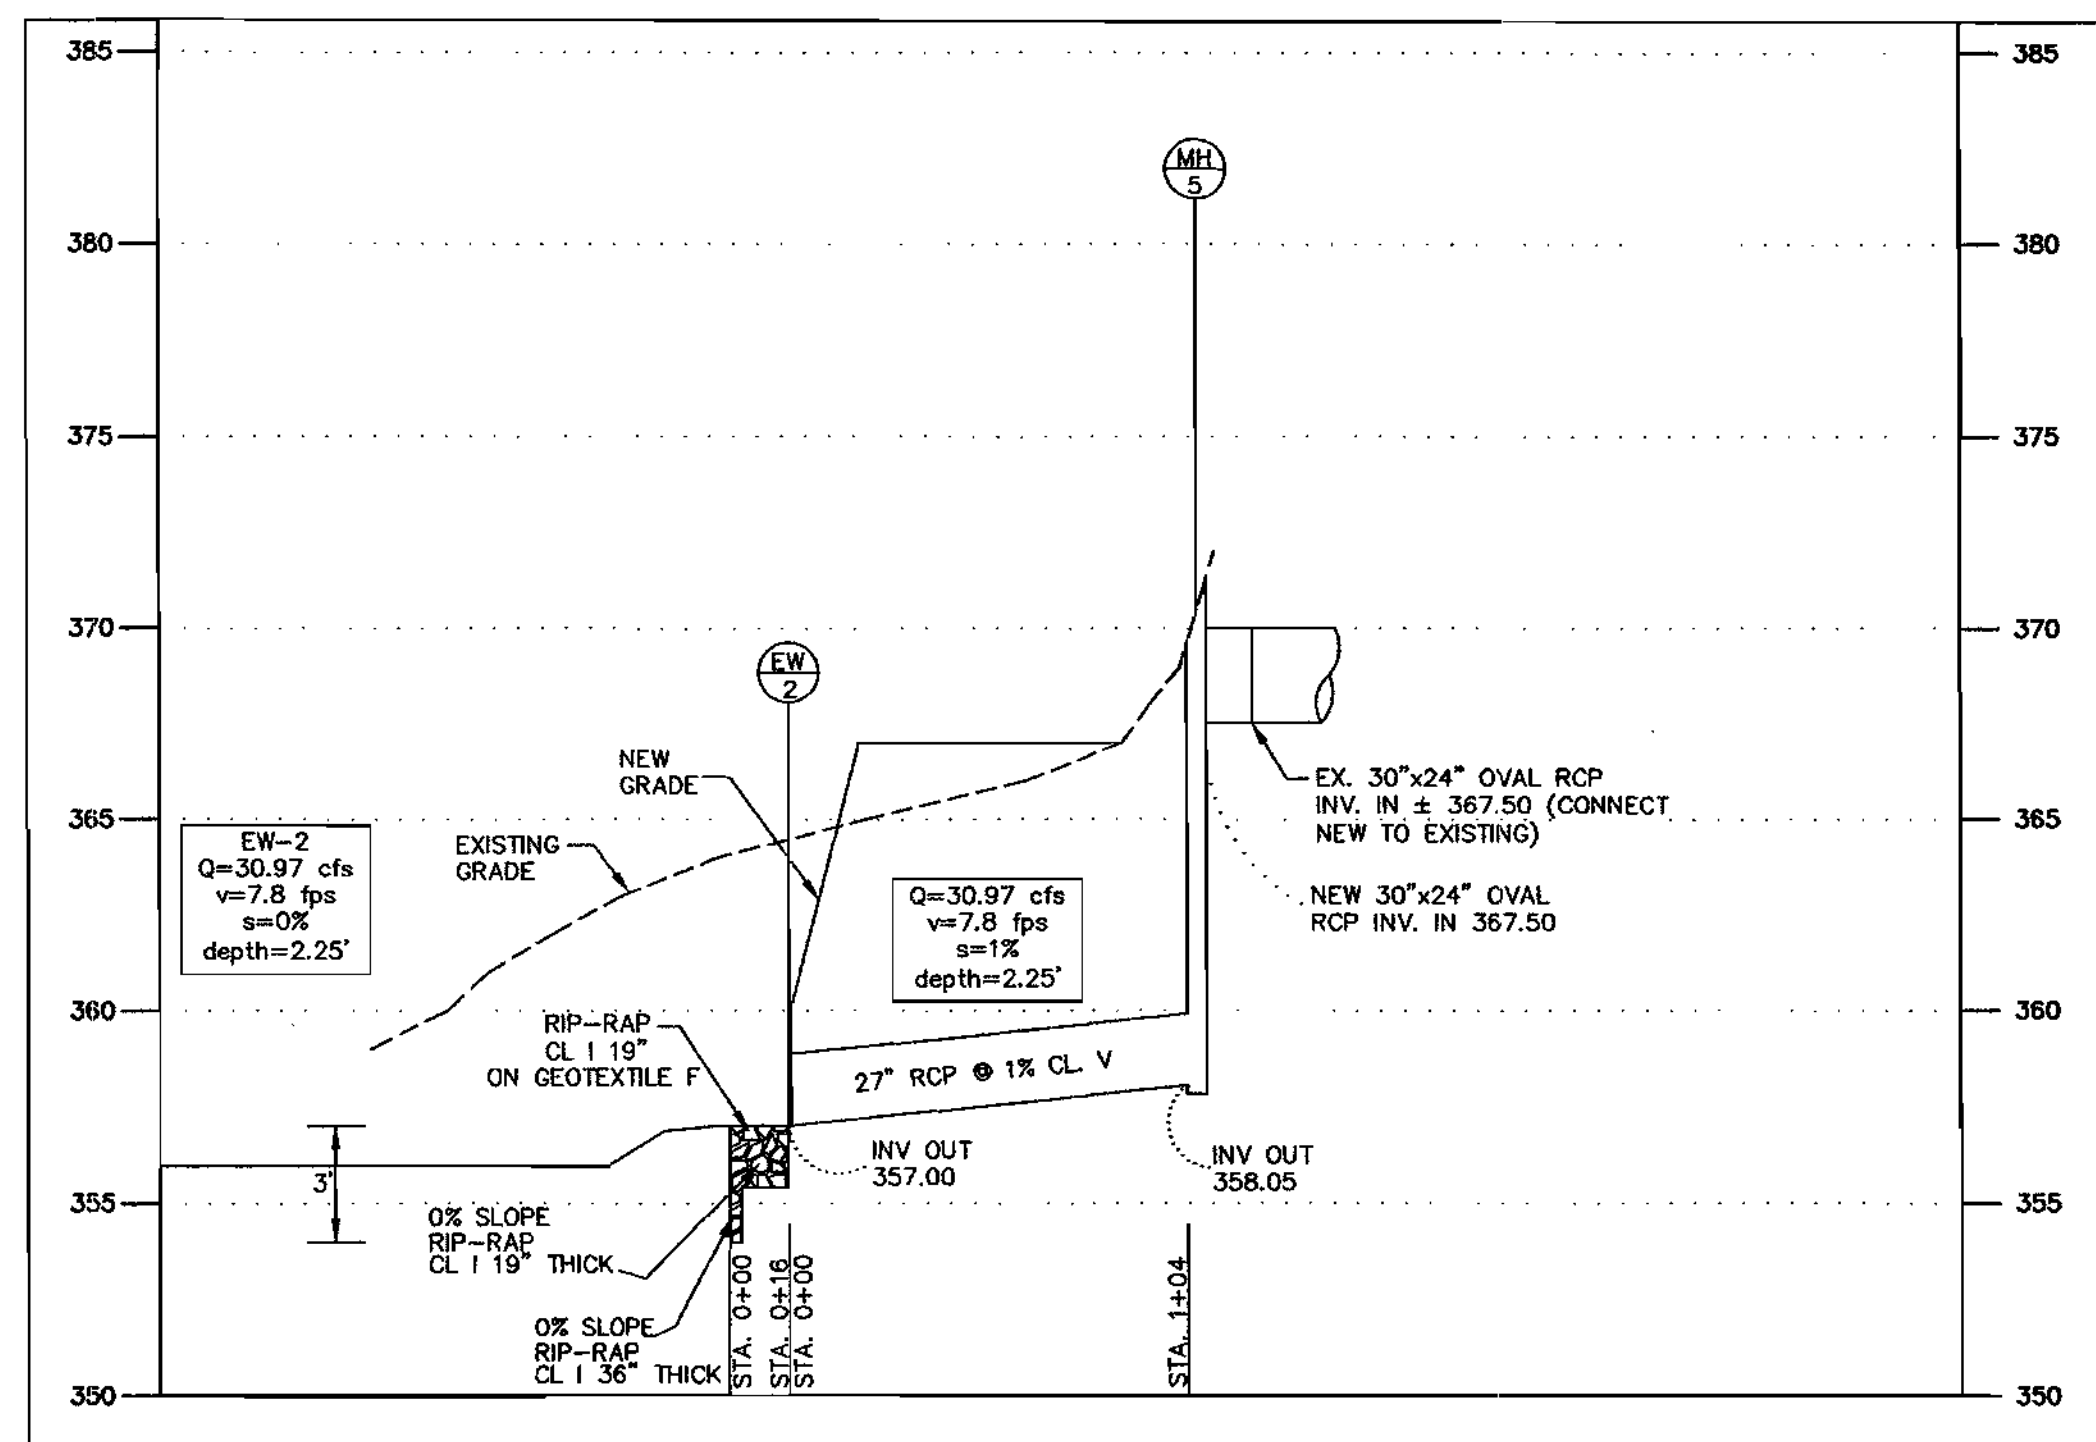 385
385
MH
5
380
380
375
375
370
370
EW
2
NEW
GRADE
EX. 30"x24" OVAL RCP
INV. IN ± 367.50 (CONNECT
NEW TO EXISTING)
365
365
EW-2
Q=30.97 cfs
v=7.8 fps
s=0%
depth=2.25'
EXISTING
GRADE
Q=30.97 cfs
v=7.8 fps
s=1%
depth=2.25'
NEW 30"x24" OVAL
RCP INV. IN 367.50
360
360
RIP-RAP
CL I 19"
ON GEOTEXTILE F
27" RCP @ 1% CL. V
INV OUT
357.00
INV OUT
358.05
3'
355
355
0% SLOPE
RIP-RAP
CL I 19" THICK
0% SLOPE
RIP-RAP
CL I 36" THICK
STA. 0+00
STA. 0+16
STA. 0+00
STA. 1+04
350
350